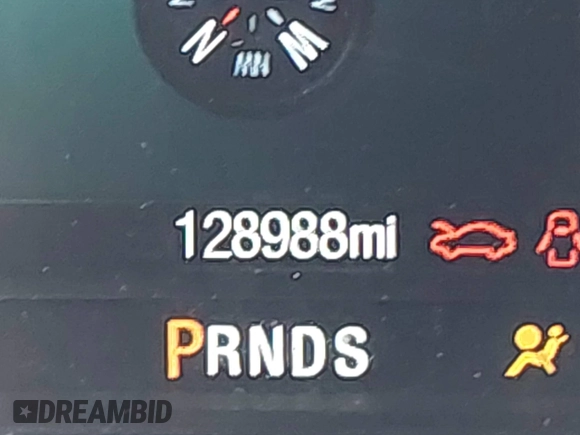 N M
128988mi
PRNDS
DREAMBID